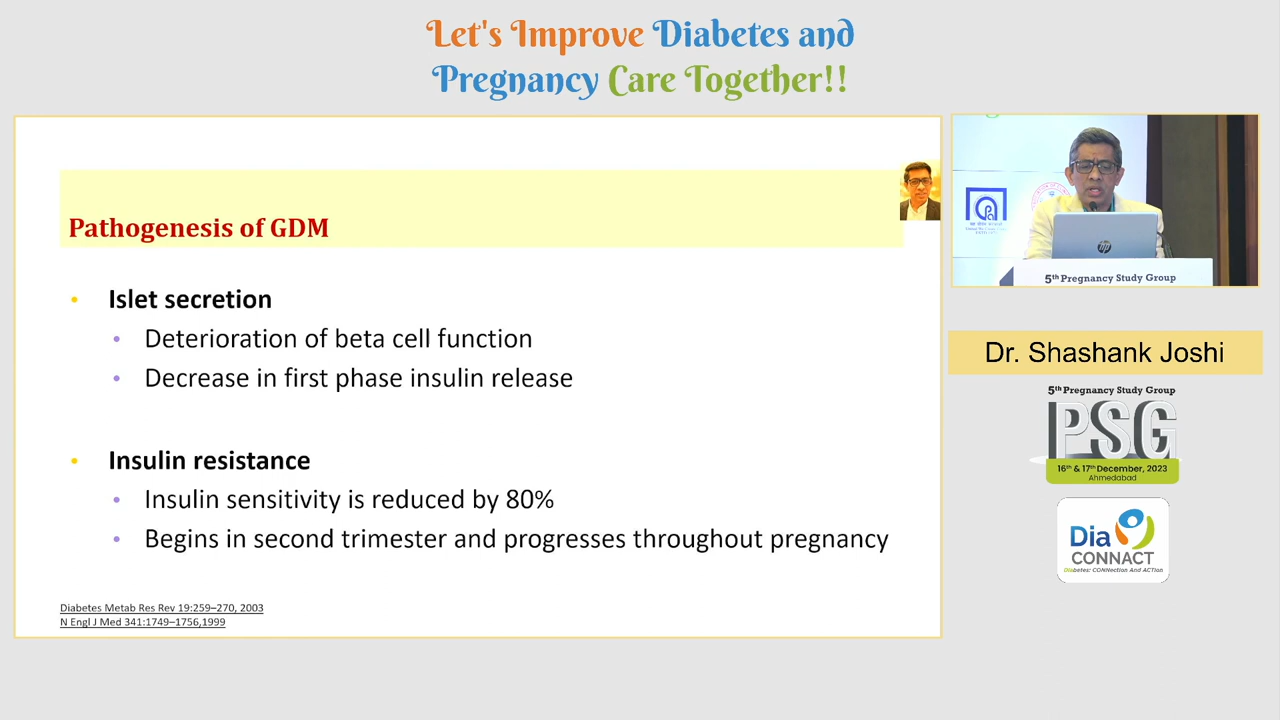 Let's Improve Diabetes and
Pregnancy Care Together!!
Pathogenesis of GDM
• Islet secretion
• Deterioration of beta cell function
• Decrease in first phase insulin release
• Insulin resistance
• Insulin sensitivity is reduced by 80%
• Begins in second trimester and progresses throughout pregnancy
Diabetes Metab Res Rev 19:259–270, 2003
N Engl J Med 341:1749–1756,1999
hp
5th Pregnancy Study Group
Dr. Shashank Joshi
5th Pregnancy Study Group
PSG
16th & 17th December, 2023
Ahmedabad
Dia
CONNACT
Diabetes: CONNection And ACTion